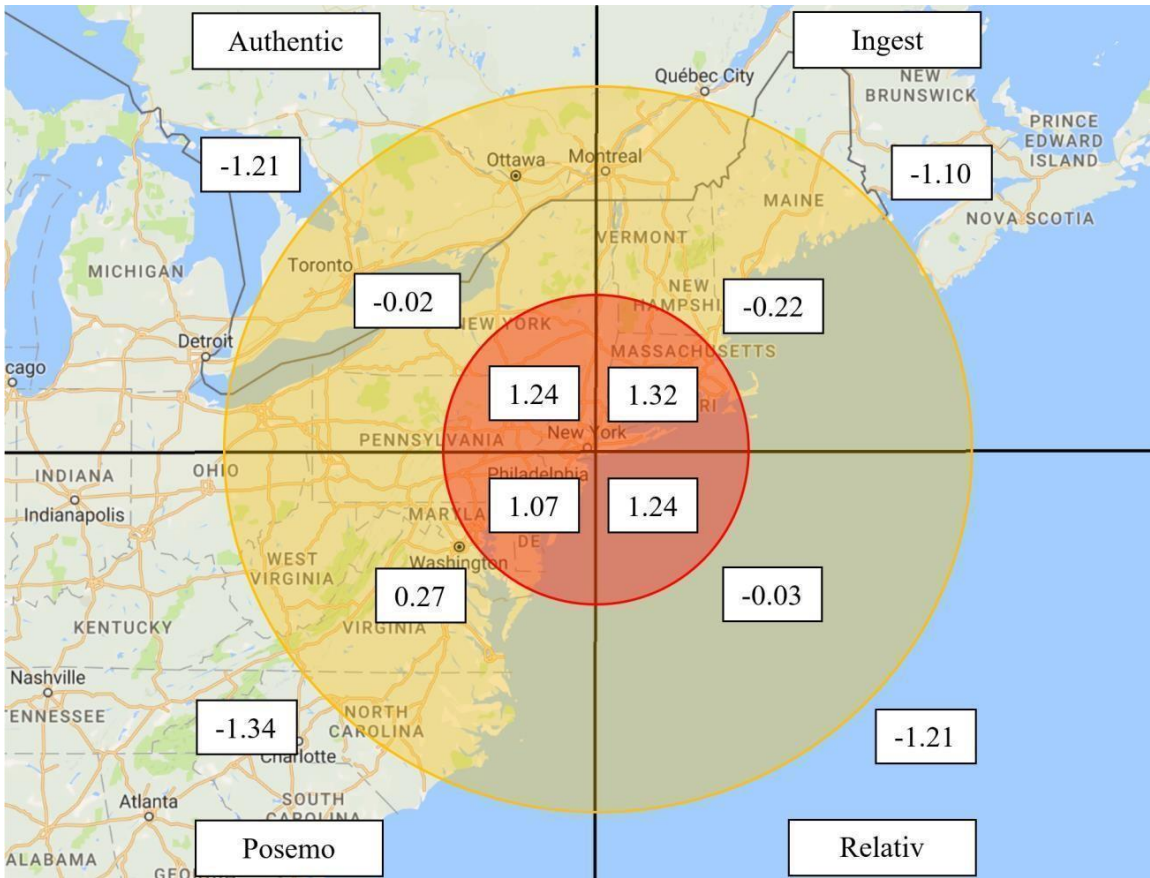 Authentic
Ingest
Québec City
NEW
BRUNSWICK
PRINCE
EDWARD
ISLAND
-1.21
Ottawa
Montreal
-1.10
MAINE
NOVA SCOTIA
VERMONT
MICHIGAN
Toronto
-0.02
NEW
HAMPSHI
-0.22
NEW YORK
Detroit
MASSACHUSETTS
cago
1.24
1.32
RI
New York
PENNSYLVANIA
OHIO
INDIANA
Philadelphia
Indianapolis
1.07
1.24
MARYLA
DE
Washington
WEST
VIRGINIA
0.27
-0.03
KENTUCKY
VIRGINIA
Nashville
TENNESSEE
NORTH
CAROLINA
-1.34
Charlotte
-1.21
Atlanta
SOUTH
CAROLINA
Posemo
Relativ
ALABAMA
GEO